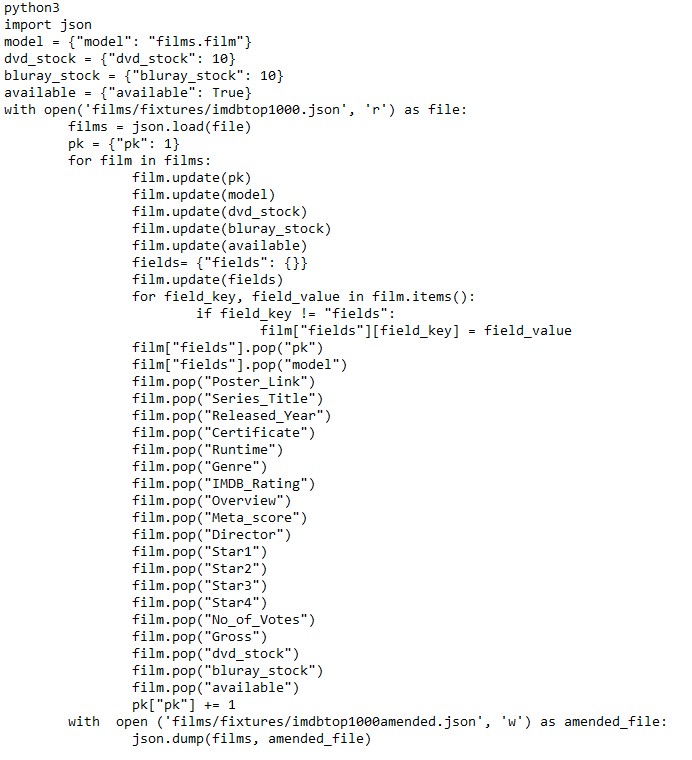 python3
import json
model = {"model": "films.film"}
dvd_stock = {"dvd_stock": 10}
bluray_stock = {"bluray_stock": 10}
available = {"available": True}
with open('films/fixtures/imdbtop1000.json', 'r') as file:
        films = json.load(file)
        pk = {"pk": 1}
        for film in films:
                film.update(pk)
                film.update(model)
                film.update(dvd_stock)
                film.update(bluray_stock)
                film.update(available)
                fields= {"fields": {}}
                film.update(fields)
                for field_key, field_value in film.items():
                        if field_key != "fields":
                                film["fields"][field_key] = field_value
                film["fields"].pop("pk")
                film["fields"].pop("model")
                film.pop("Poster_Link")
                film.pop("Series_Title")
                film.pop("Released_Year")
                film.pop("Certificate")
                film.pop("Runtime")
                film.pop("Genre")
                film.pop("IMDB_Rating")
                film.pop("Overview")
                film.pop("Meta_score")
                film.pop("Director")
                film.pop("Star1")
                film.pop("Star2")
                film.pop("Star3")
                film.pop("Star4")
                film.pop("No_of_Votes")
                film.pop("Gross")
                film.pop("dvd_stock")
                film.pop("bluray_stock")
                film.pop("available")
                pk["pk"] += 1
        with  open ('films/fixtures/imdbtop1000amended.json', 'w') as amended_file:
                json.dump(films, amended_file)